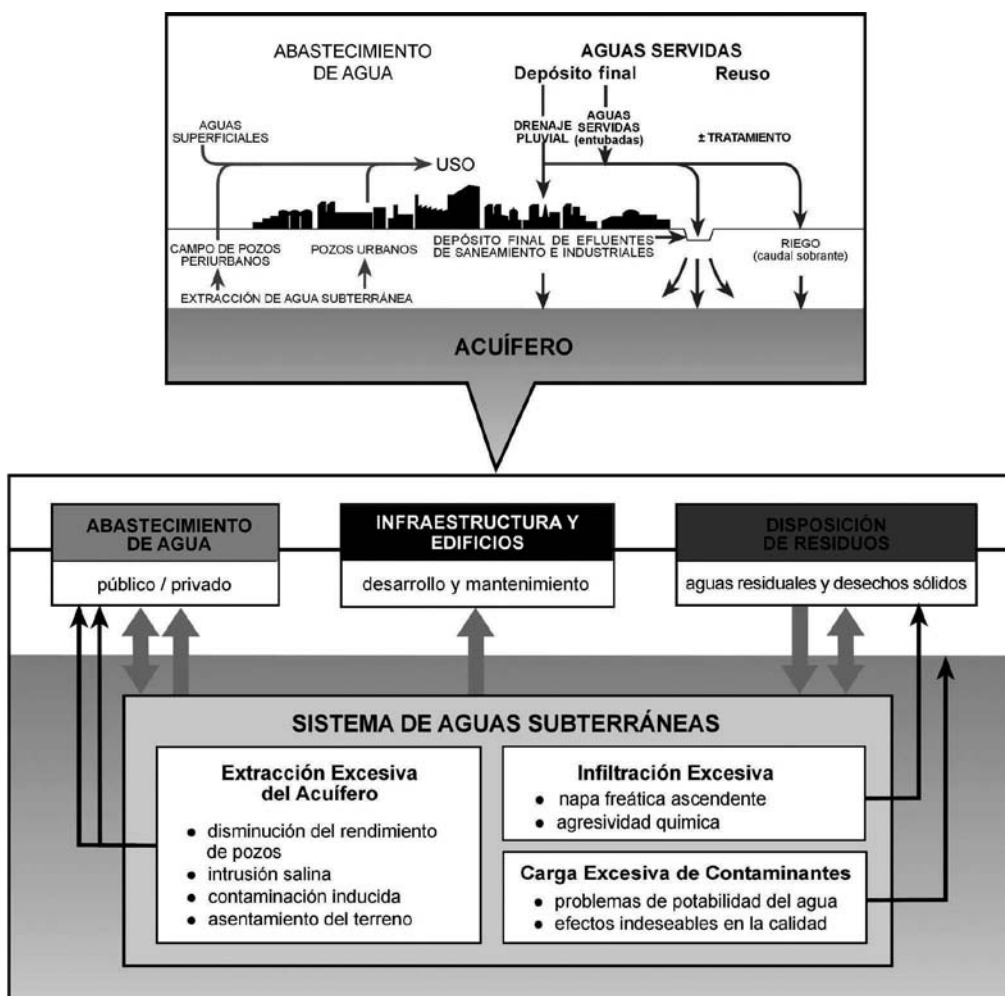 ABASTECIMIENTO
DE AGUA
AGUAS SERVIDAS
Depósito final
Reuso
AGUAS
SUPERFICIALES
DRENAJE
PLUVIAL
AGUAS
SERVIDAS
(entubadas)
± TRATAMIENTO
USO
CAMPO DE POZOS
PERIURBANOS
POZOS URBANOS
DEPÓSITO FINAL DE EFLUENTES
DE SANEAMIENTO E INDUSTRIALES
RIEGO
(caudal sobrante)
EXTRACCIÓN DE AGUA SUBTERRÁNEA
ACUÍFERO
ABASTECIMIENTO
DE AGUA
público / privado
INFRAESTRUCTURA Y
EDIFICIOS
desarrollo y mantenimiento
DISPOSICIÓN
DE RESIDUOS
aguas residuales y desechos sólidos
SISTEMA DE AGUAS SUBTERRÁNEAS
Extracción Excesiva
del Acuífero
● disminución del rendimiento
de pozos
● intrusión salina
● contaminación inducida
● asentamiento del terreno
Infiltración Excesiva
● napa freática ascendente
● agresividad quimica
Carga Excesiva de Contaminantes
● problemas de potabilidad del agua
● efectos indeseables en la calidad